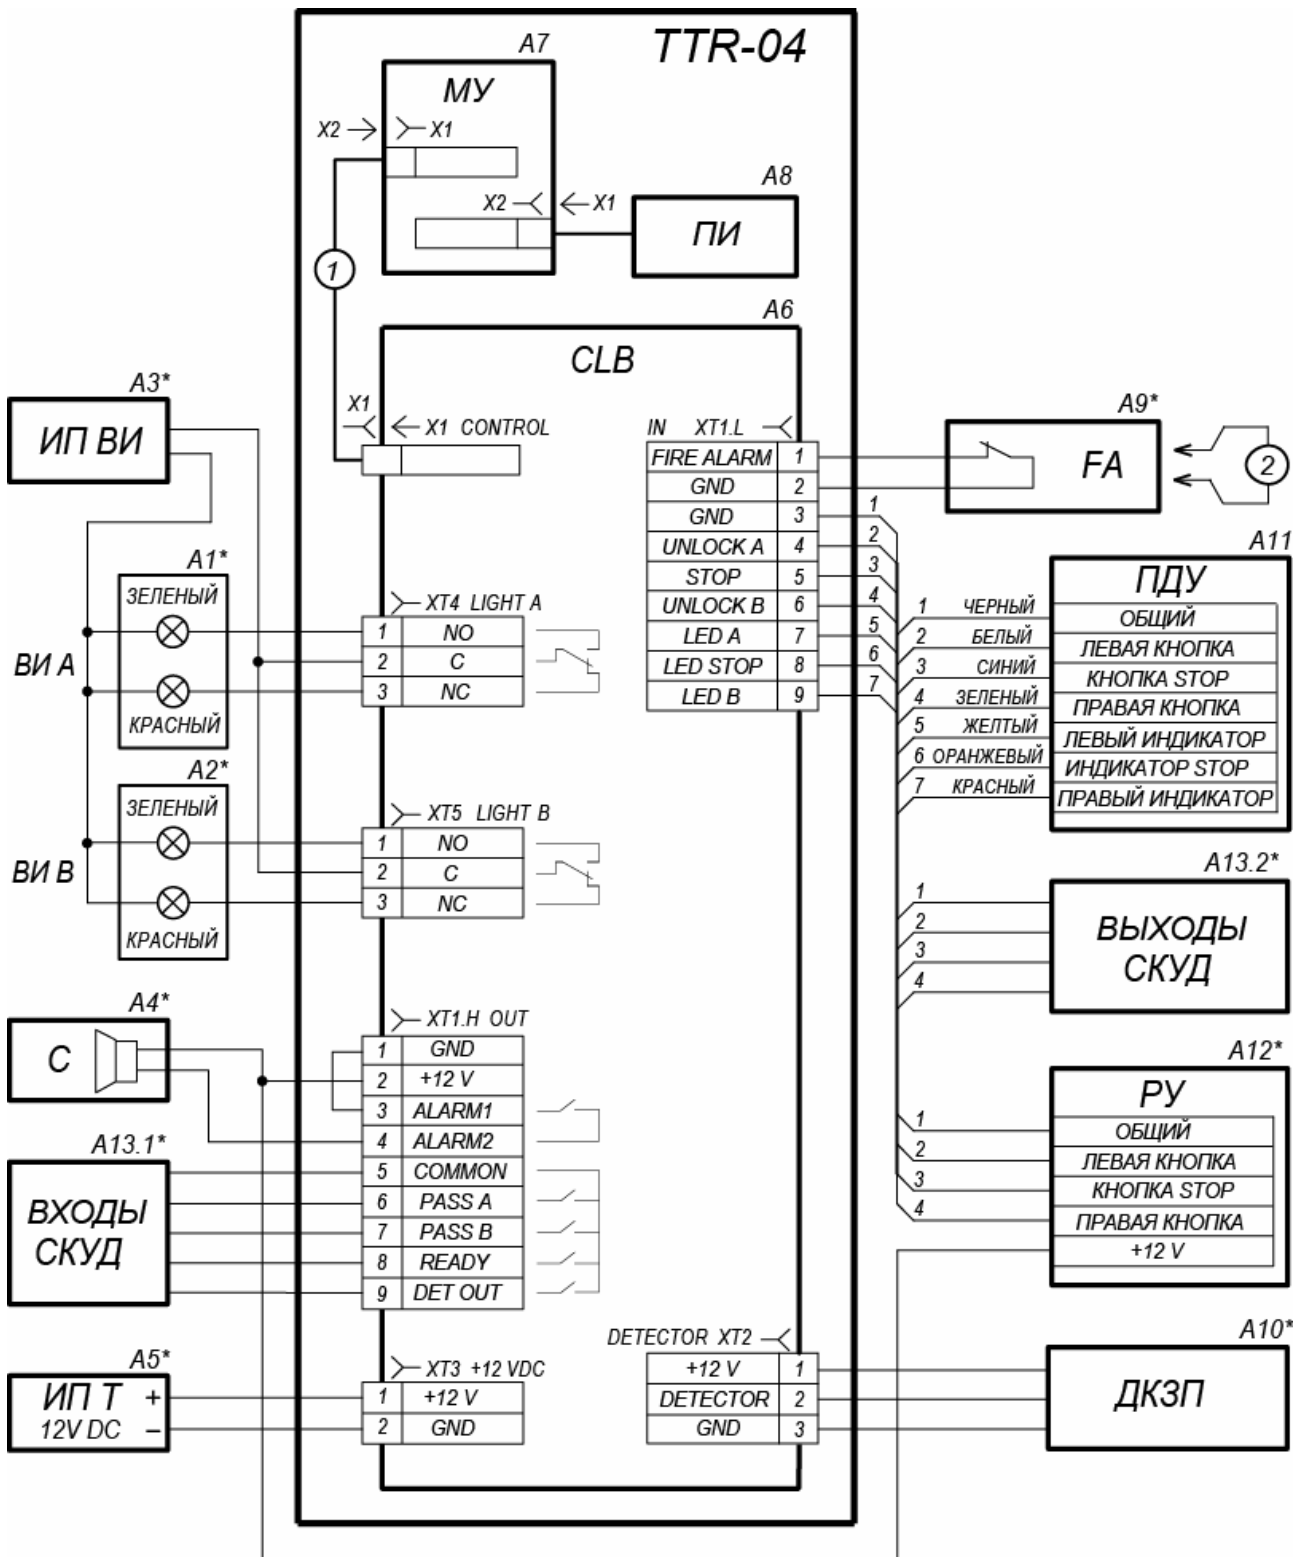 TTR-04
A7
МУ
X2
X1
X2
X1
A8
ПИ
1
A6
CLB
A3*
ИП ВИ
X1
X1 CONTROL
IN XT1.L
FIRE ALARM 1
GND 2
GND 3
UNLOCK A 4
STOP 5
UNLOCK B 6
LED A 7
LED STOP 8
LED B 9
1
2
3
4
5
6
7
A9*
FA
2
A1*
ЗЕЛЕНЫЙ
ВИ А
КРАСНЫЙ
XT4 LIGHT A
1 NO
2 C
3 NC
A11
ПДУ
1 ЧЕРНЫЙ ОБЩИЙ
2 БЕЛЫЙ ЛЕВАЯ КНОПКА
3 СИНИЙ КНОПКА STOP
4 ЗЕЛЕНЫЙ ПРАВАЯ КНОПКА
5 ЖЕЛТЫЙ ЛЕВЫЙ ИНДИКАТОР
6 ОРАНЖЕВЫЙ ИНДИКАТОР STOP
7 КРАСНЫЙ ПРАВЫЙ ИНДИКАТОР
A2*
ЗЕЛЕНЫЙ
ВИ В
КРАСНЫЙ
XT5 LIGHT B
1 NO
2 C
3 NC
A13.2*
1
2
3
4
ВЫХОДЫ
СКУД
A4*
С
XT1.H OUT
1 GND
2 +12 V
3 ALARM1
4 ALARM2
5 COMMON
6 PASS A
7 PASS B
8 READY
9 DET OUT
A13.1*
ВХОДЫ
СКУД
A12*
РУ
1 ОБЩИЙ
2 ЛЕВАЯ КНОПКА
3 КНОПКА STOP
4 ПРАВАЯ КНОПКА
+12 V
A5*
ИП Т +
12V DC –
XT3 +12 VDC
1 +12 V
2 GND
DETECTOR XT2
+12 V 1
DETECTOR 2
GND 3
A10*
ДКЗП